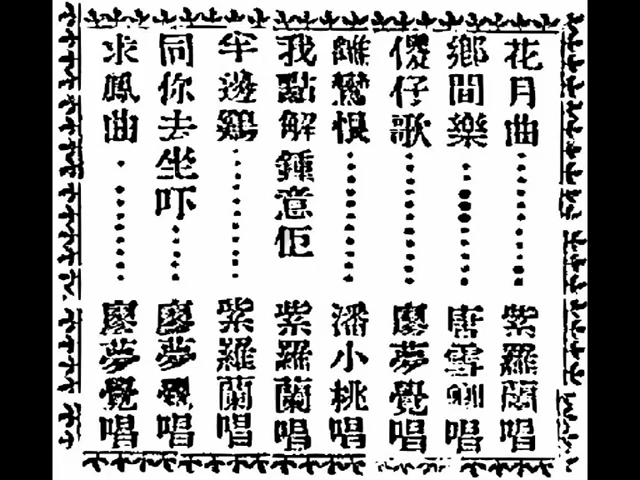 花月曲………紫羅蘭唱
鄉間樂………唐雪卿唱
傻仔歌………廖夢覺唱
恨………潘小桃唱
我點解鍾意佢 紫羅蘭唱
半邊鷄………紫羅蘭唱
同你去坐吓……廖夢覺唱
求鳳曲………廖夢覺唱